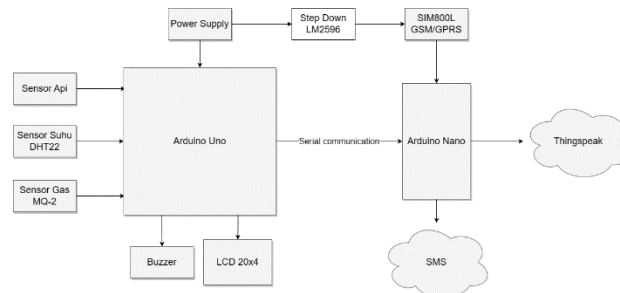 Power Supply
Step Down
LM2596
SIM800L
GSM/GPRS
Sensor Api
Sensor Suhu
DHT22
Sensor Gas
MQ-2
Arduino Uno
Serial communication
Arduino Nano
Thingspeak
Buzzer
LCD 20x4
SMS